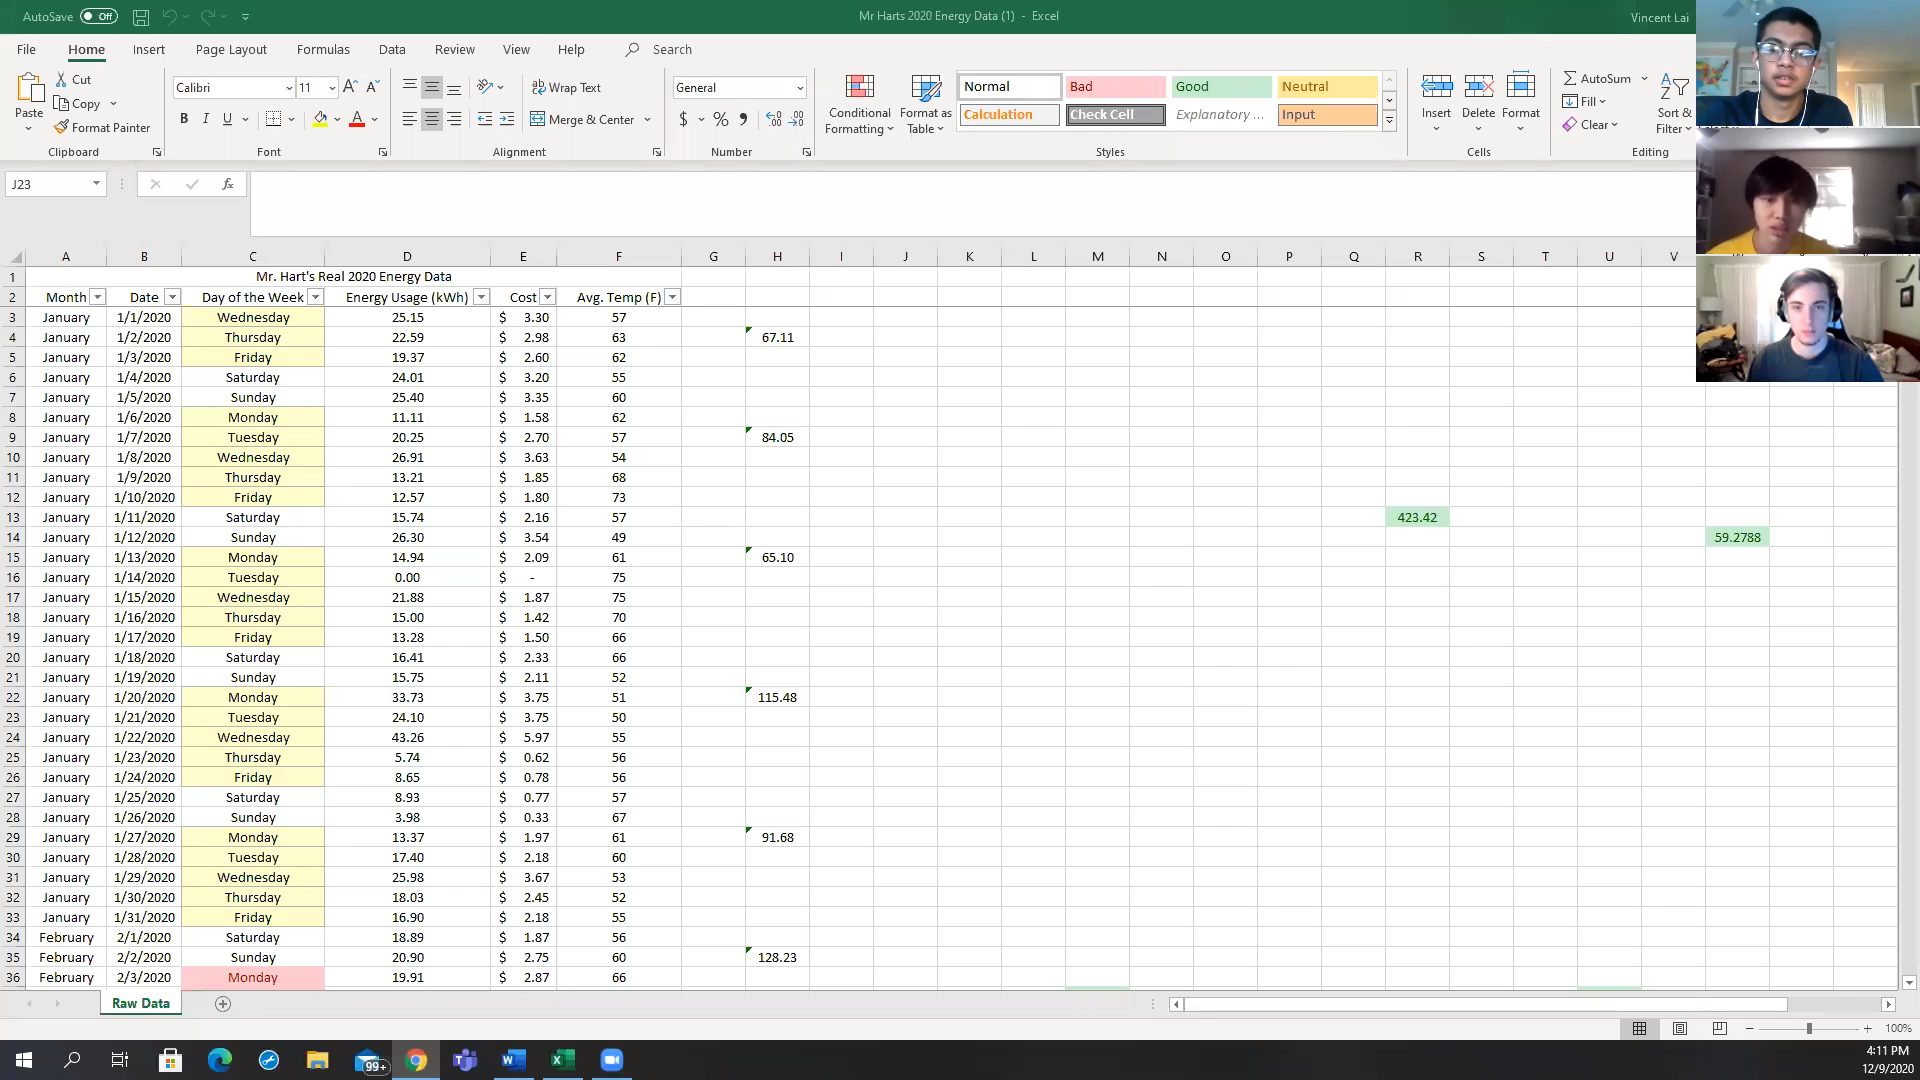 AutoSave Off
Mr Harts 2020 Energy Data (1) - Excel
Vincent Lai
File Home Insert Page Layout Formulas Data Review View Help Search
Paste
Cut
Copy
Format Painter
Clipboard
Calibri 11
B I U
Font
Wrap Text
Merge & Center
Alignment
General
$ % 9
Number
Conditional Formatting
Format as Table
Normal Bad Good Neutral
Calculation Check Cell Explanatory ... Input
Styles
Insert Delete Format
Cells
AutoSum
Fill
Clear
Sort &
Filter
Editing
J23
fx
A B C D E F G H I J K L M N O P Q R S T U V
1 Mr. Hart's Real 2020 Energy Data
2 Month Date Day of the Week Energy Usage (kWh) Cost Avg. Temp (F)
3 January 1/1/2020 Wednesday 25.15 $ 3.30 57
4 January 1/2/2020 Thursday 22.59 $ 2.98 63 67.11
5 January 1/3/2020 Friday 19.37 $ 2.60 62
6 January 1/4/2020 Saturday 24.01 $ 3.20 55
7 January 1/5/2020 Sunday 25.40 $ 3.35 60
8 January 1/6/2020 Monday 11.11 $ 1.58 62
9 January 1/7/2020 Tuesday 20.25 $ 2.70 57 84.05
10 January 1/8/2020 Wednesday 26.91 $ 3.63 54
11 January 1/9/2020 Thursday 13.21 $ 1.85 68
12 January 1/10/2020 Friday 12.57 $ 1.80 73
13 January 1/11/2020 Saturday 15.74 $ 2.16 57 423.42
14 January 1/12/2020 Sunday 26.30 $ 3.54 49 59.2788
15 January 1/13/2020 Monday 14.94 $ 2.09 61 65.10
16 January 1/14/2020 Tuesday 0.00 $ - 75
17 January 1/15/2020 Wednesday 21.88 $ 1.87 75
18 January 1/16/2020 Thursday 15.00 $ 1.42 70
19 January 1/17/2020 Friday 13.28 $ 1.50 66
20 January 1/18/2020 Saturday 16.41 $ 2.33 66
21 January 1/19/2020 Sunday 15.75 $ 2.11 52
22 January 1/20/2020 Monday 33.73 $ 3.75 51 115.48
23 January 1/21/2020 Tuesday 24.10 $ 3.75 50
24 January 1/22/2020 Wednesday 43.26 $ 5.97 55
25 January 1/23/2020 Thursday 5.74 $ 0.62 56
26 January 1/24/2020 Friday 8.65 $ 0.78 56
27 January 1/25/2020 Saturday 8.93 $ 0.77 57
28 January 1/26/2020 Sunday 3.98 $ 0.33 67
29 January 1/27/2020 Monday 13.37 $ 1.97 61 91.68
30 January 1/28/2020 Tuesday 17.40 $ 2.18 60
31 January 1/29/2020 Wednesday 25.98 $ 3.67 53
32 January 1/30/2020 Thursday 18.03 $ 2.45 52
33 January 1/31/2020 Friday 16.90 $ 2.18 55
34 February 2/1/2020 Saturday 18.89 $ 1.87 56
35 February 2/2/2020 Sunday 20.90 $ 2.75 60 128.23
36 February 2/3/2020 Monday 19.91 $ 2.87 66
Raw Data
100%
99+
4:11 PM
12/9/2020